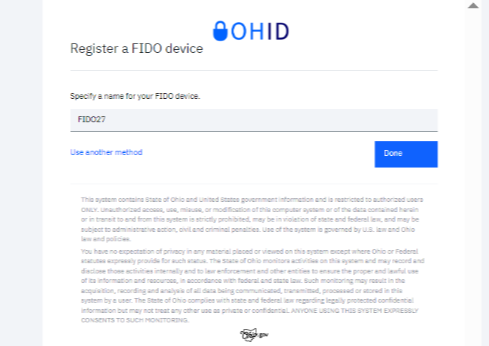 OHID
Register a FIDO device
Specify a name for your FIDO device.
FIDO27
Use another method
Done
This system contains State of Ohio and United States government information and is restricted to authorized users
ONLY. Unauthorized access, use, misuse, or modification of this computer system or of the data contained herein
or in transit to and from this system is strictly prohibited, may be in violation of state and federal law, and may be
subject to administrative action, civil and criminal penalties. Use of the system is governed by U.S. law and Ohio
law and policies.
You have no expectation of privacy in any material placed or viewed on this system except where Ohio or Federal
statutes expressly provide for such status. The State of Ohio monitors activities on this system and may record and
disclose those activities internally and to law enforcement and other entities to ensure the proper and lawful use
of its information and resources, in accordance with federal and state law. Such monitoring may result in the
acquisition, recording and analysis of all data being communicated, transmitted, processed or stored in this
system by a user. The State of Ohio complies with state and federal law regarding legally protected confidential
information but may not treat any other use as private or confidential. ANYONE USING THIS SYSTEM EXPRESSLY
CONSENTS TO SUCH MONITORING.
Ohio.gov